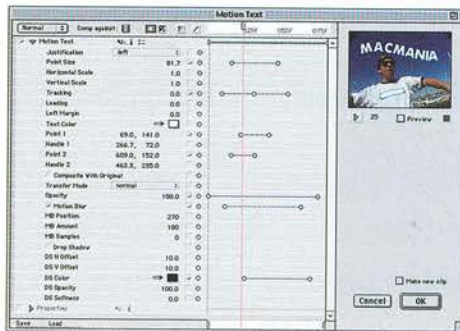 Motion Text
Normal Comp against:
Motion Text
Justification left
Point Size 81.7
Horizontal Scale 1.0
Vertical Scale 1.0
Tracking 0.0
Leading 0.0
Left Margin 0.0
Text Color
Point 1 69.0, 141.0
Handle 1 266.7, 72.0
Point 2 609.0, 152.0
Handle 2
Composite With Original
Transfer Mode normal
Opacity 100.0
Motion Blur
MB Position 270
MB Amount 100
MB Samples 0
Drop Shadow
DS H Offset 10.0
DS V Offset 10.0
DS Color
DS Opacity 100.0
DS Softness 0.0
Properties
Save Load
MACMANIA
25 Preview
Make new clip
Cancel OK